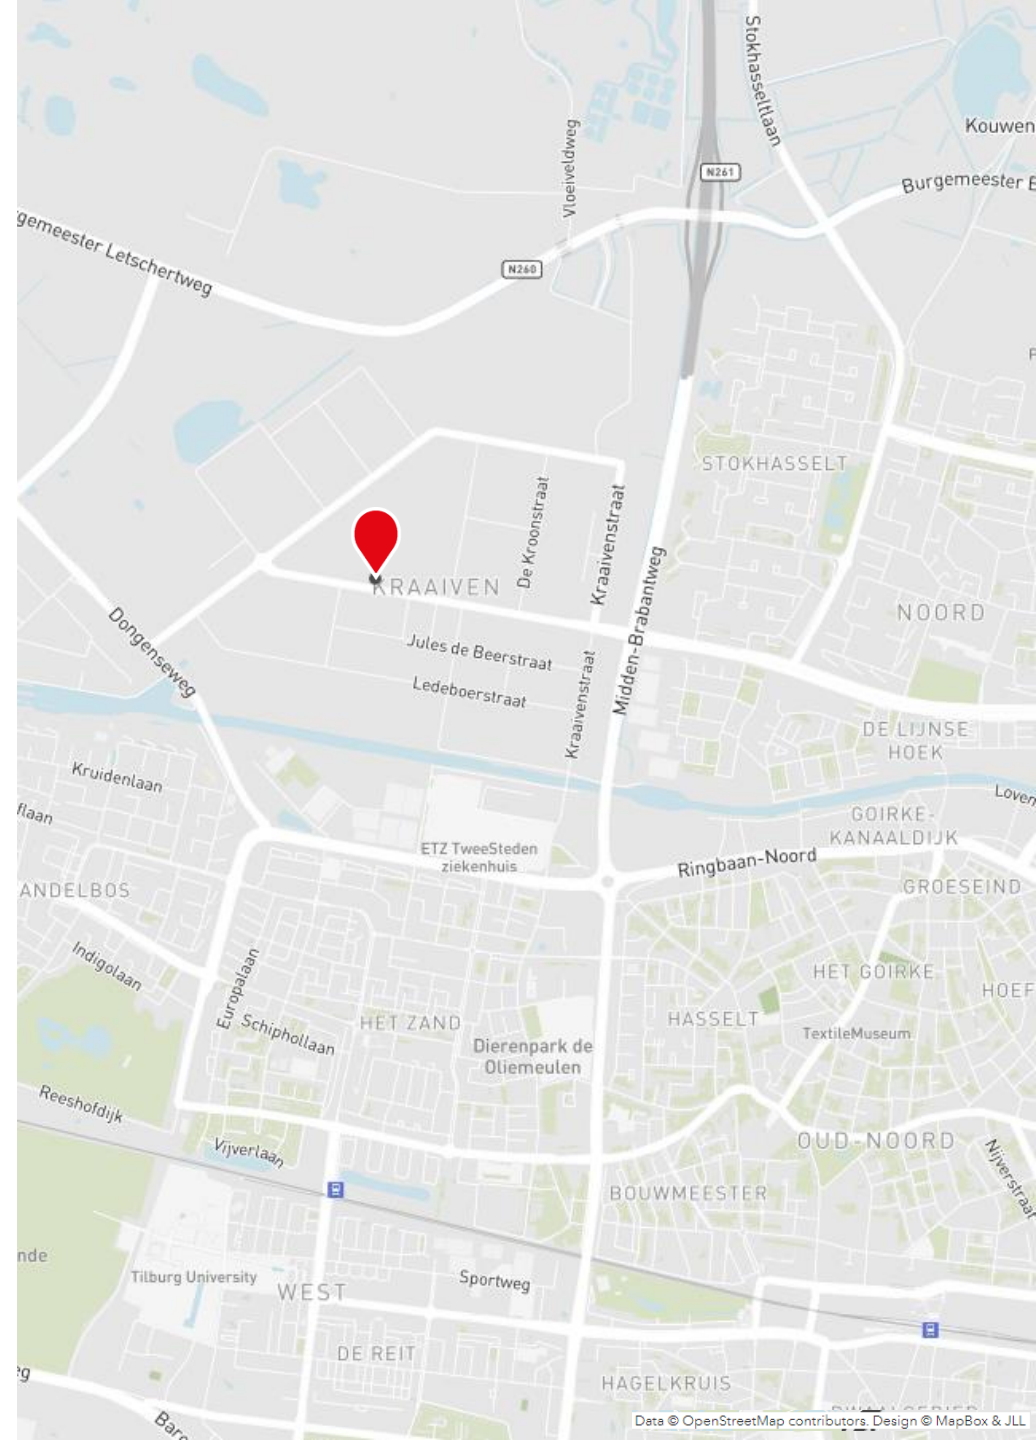 Stokhasseltlaan
Kouwen
Vloeiveldweg
N261
Burgemeester E
gemeester Letschertweg
N260
STOKHASSELT
De Kroonstraat
Kraaivenstraat
KRAAIVEN
Midden-Brabantweg
NOORD
Dongenseweg
Jules de Beerstraat
Ledeboerstraat
Kraaivenstraat
DE LIJNSE
HOEK
Kruidenlaan
flaan
Loven
GOIRKE-
KANAALDIJK
ETZ TweeSteden
ziekenhuis
Ringbaan-Noord
ANDELBOS
GROESEIND
Indigolaan
Europalaan
HET GOIRKE
HOEF
Schiphollaan
HET ZAND
HASSELT
TextileMuseum
Dierenpark de
Oliemeulen
Reeshofdijk
Vijverlaan
OUD-NOORD
Nijverstraat
BOUWMEESTER
nde
Tilburg University
WEST
Sportweg
DE REIT
HAGELKRUIS
eg
Barc
Data © OpenStreetMap contributors. Design © MapBox & JLL